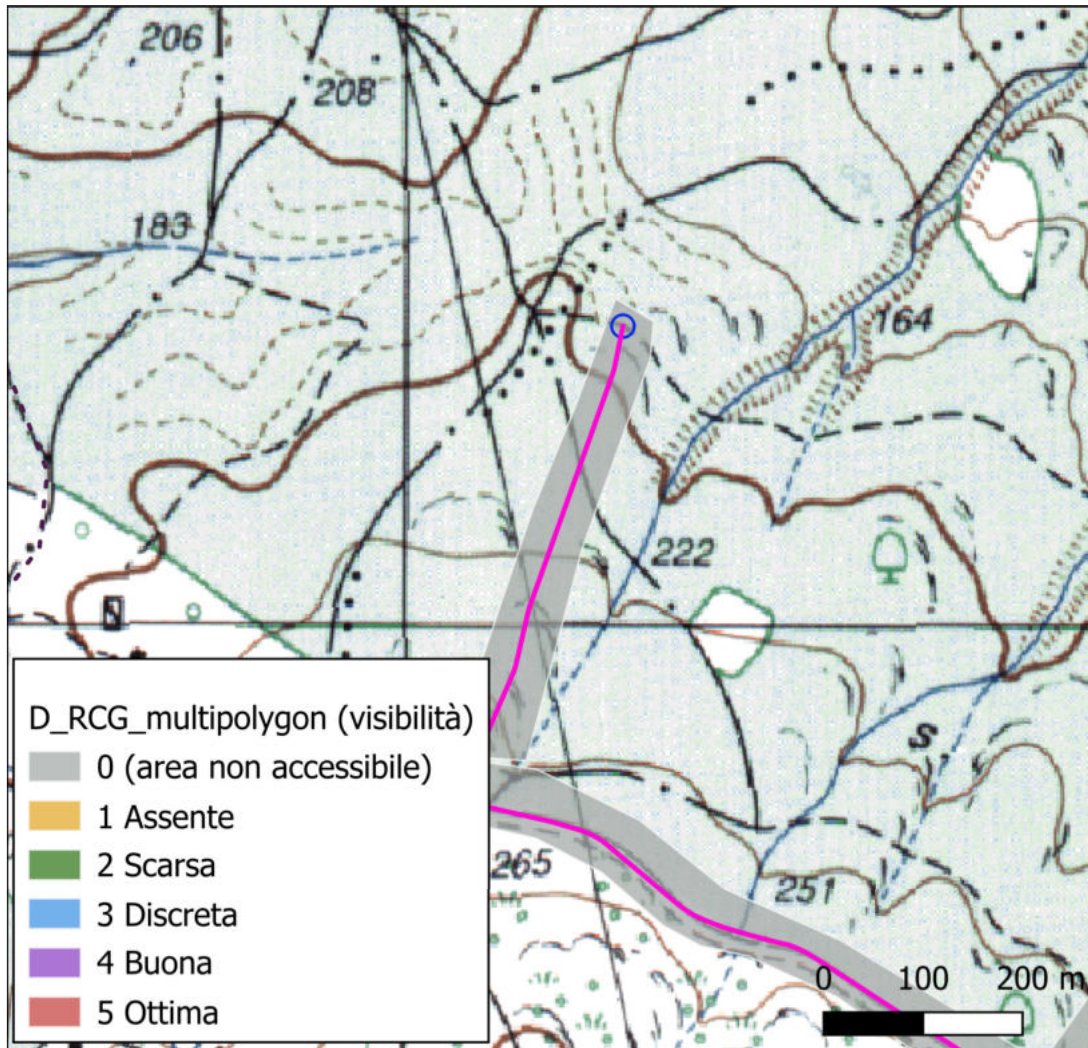 206
208
183
164
222
D_RCG_multipolygon (visibilità)
0 (area non accessibile)
1 Assente
2 Scarsa
3 Discreta
4 Buona
5 Ottima
S
265
251
0 100 200 m